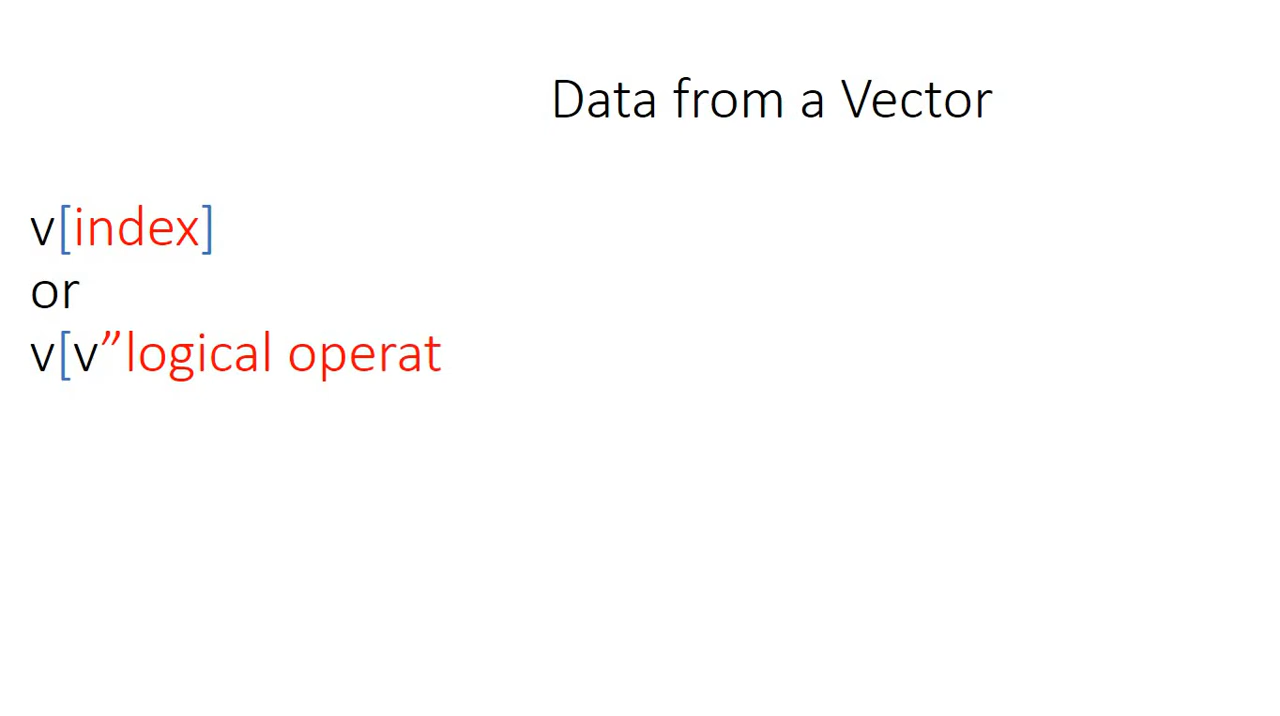 Data from a Vector
v[index]
or
v[v”logical operat